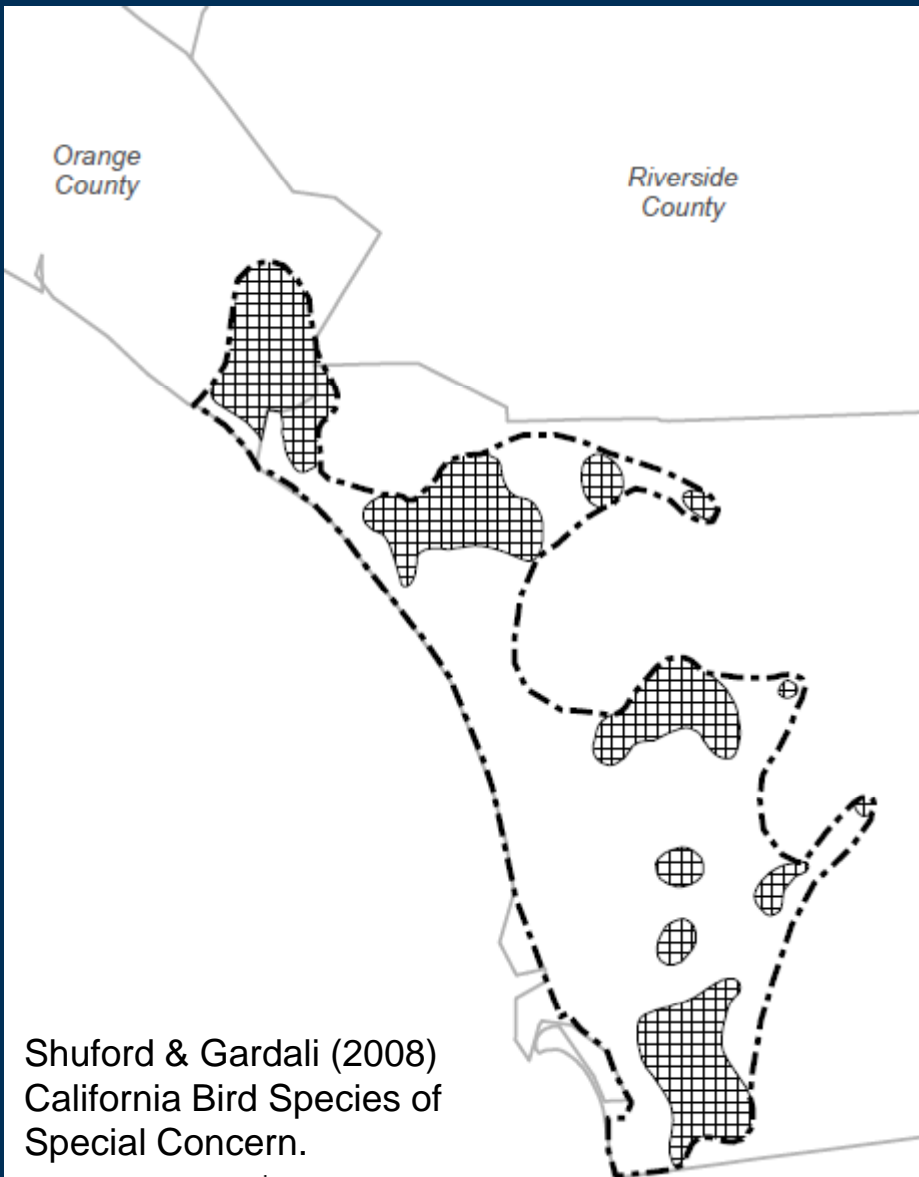 Orange
County
Riverside
County
Shuford & Gardali (2008)
California Bird Species of
Special Concern.